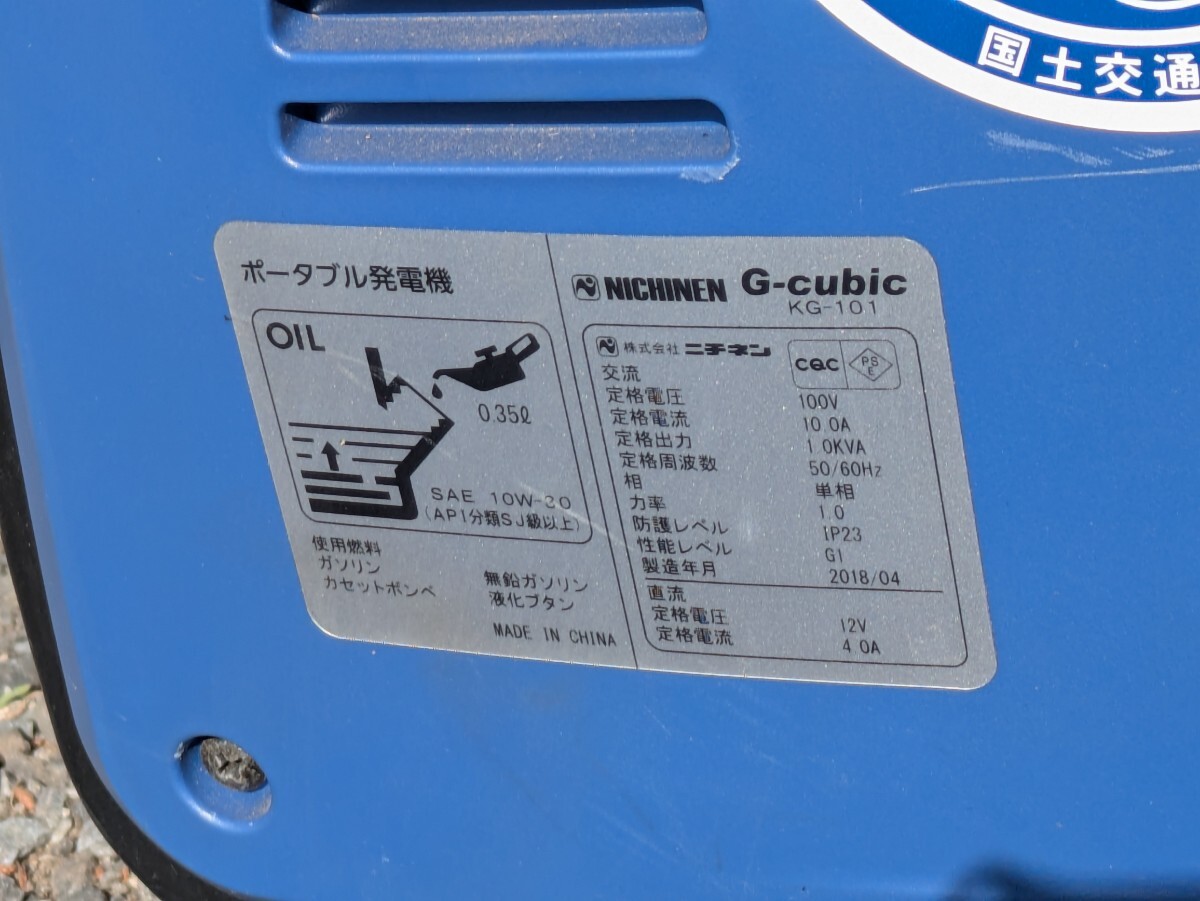 国土交通
ポータブル発電機
OIL
0.35ℓ
SAE 10W-30
(API分類SJ級以上)
使用燃料
ガソリン 無鉛ガソリン
カセットボンベ 液化ブタン
MADE IN CHINA
NICHINEN G-cubic
KG-101
株式会社 ニチネン CQC PSE
交流
定格電圧 100V
定格電流 10.0A
定格出力 1.0KVA
定格周波数 50/60Hz
相 単相
力率 1.0
防護レベル IP23
性能レベル G1
製造年月 2018/04
直流
定格電圧 12V
定格電流 4.0A